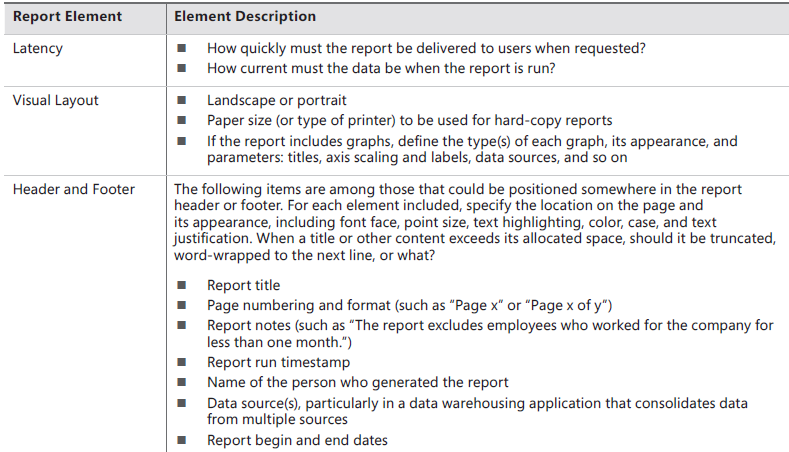 Report Element Element Description
Latency ■ How quickly must the report be delivered to users when requested?
■ How current must the data be when the report is run?
Visual Layout ■ Landscape or portrait
■ Paper size (or type of printer) to be used for hard-copy reports
■ If the report includes graphs, define the type(s) of each graph, its appearance, and
parameters: titles, axis scaling and labels, data sources, and so on
Header and Footer The following items are among those that could be positioned somewhere in the report
header or footer. For each element included, specify the location on the page and
its appearance, including font face, point size, text highlighting, color, case, and text
justification. When a title or other content exceeds its allocated space, should it be truncated,
word-wrapped to the next line, or what?
■ Report title
■ Page numbering and format (such as “Page x” or “Page x of y”)
■ Report notes (such as “The report excludes employees who worked for the company for
less than one month.”)
■ Report run timestamp
■ Name of the person who generated the report
■ Data source(s), particularly in a data warehousing application that consolidates data
from multiple sources
■ Report begin and end dates